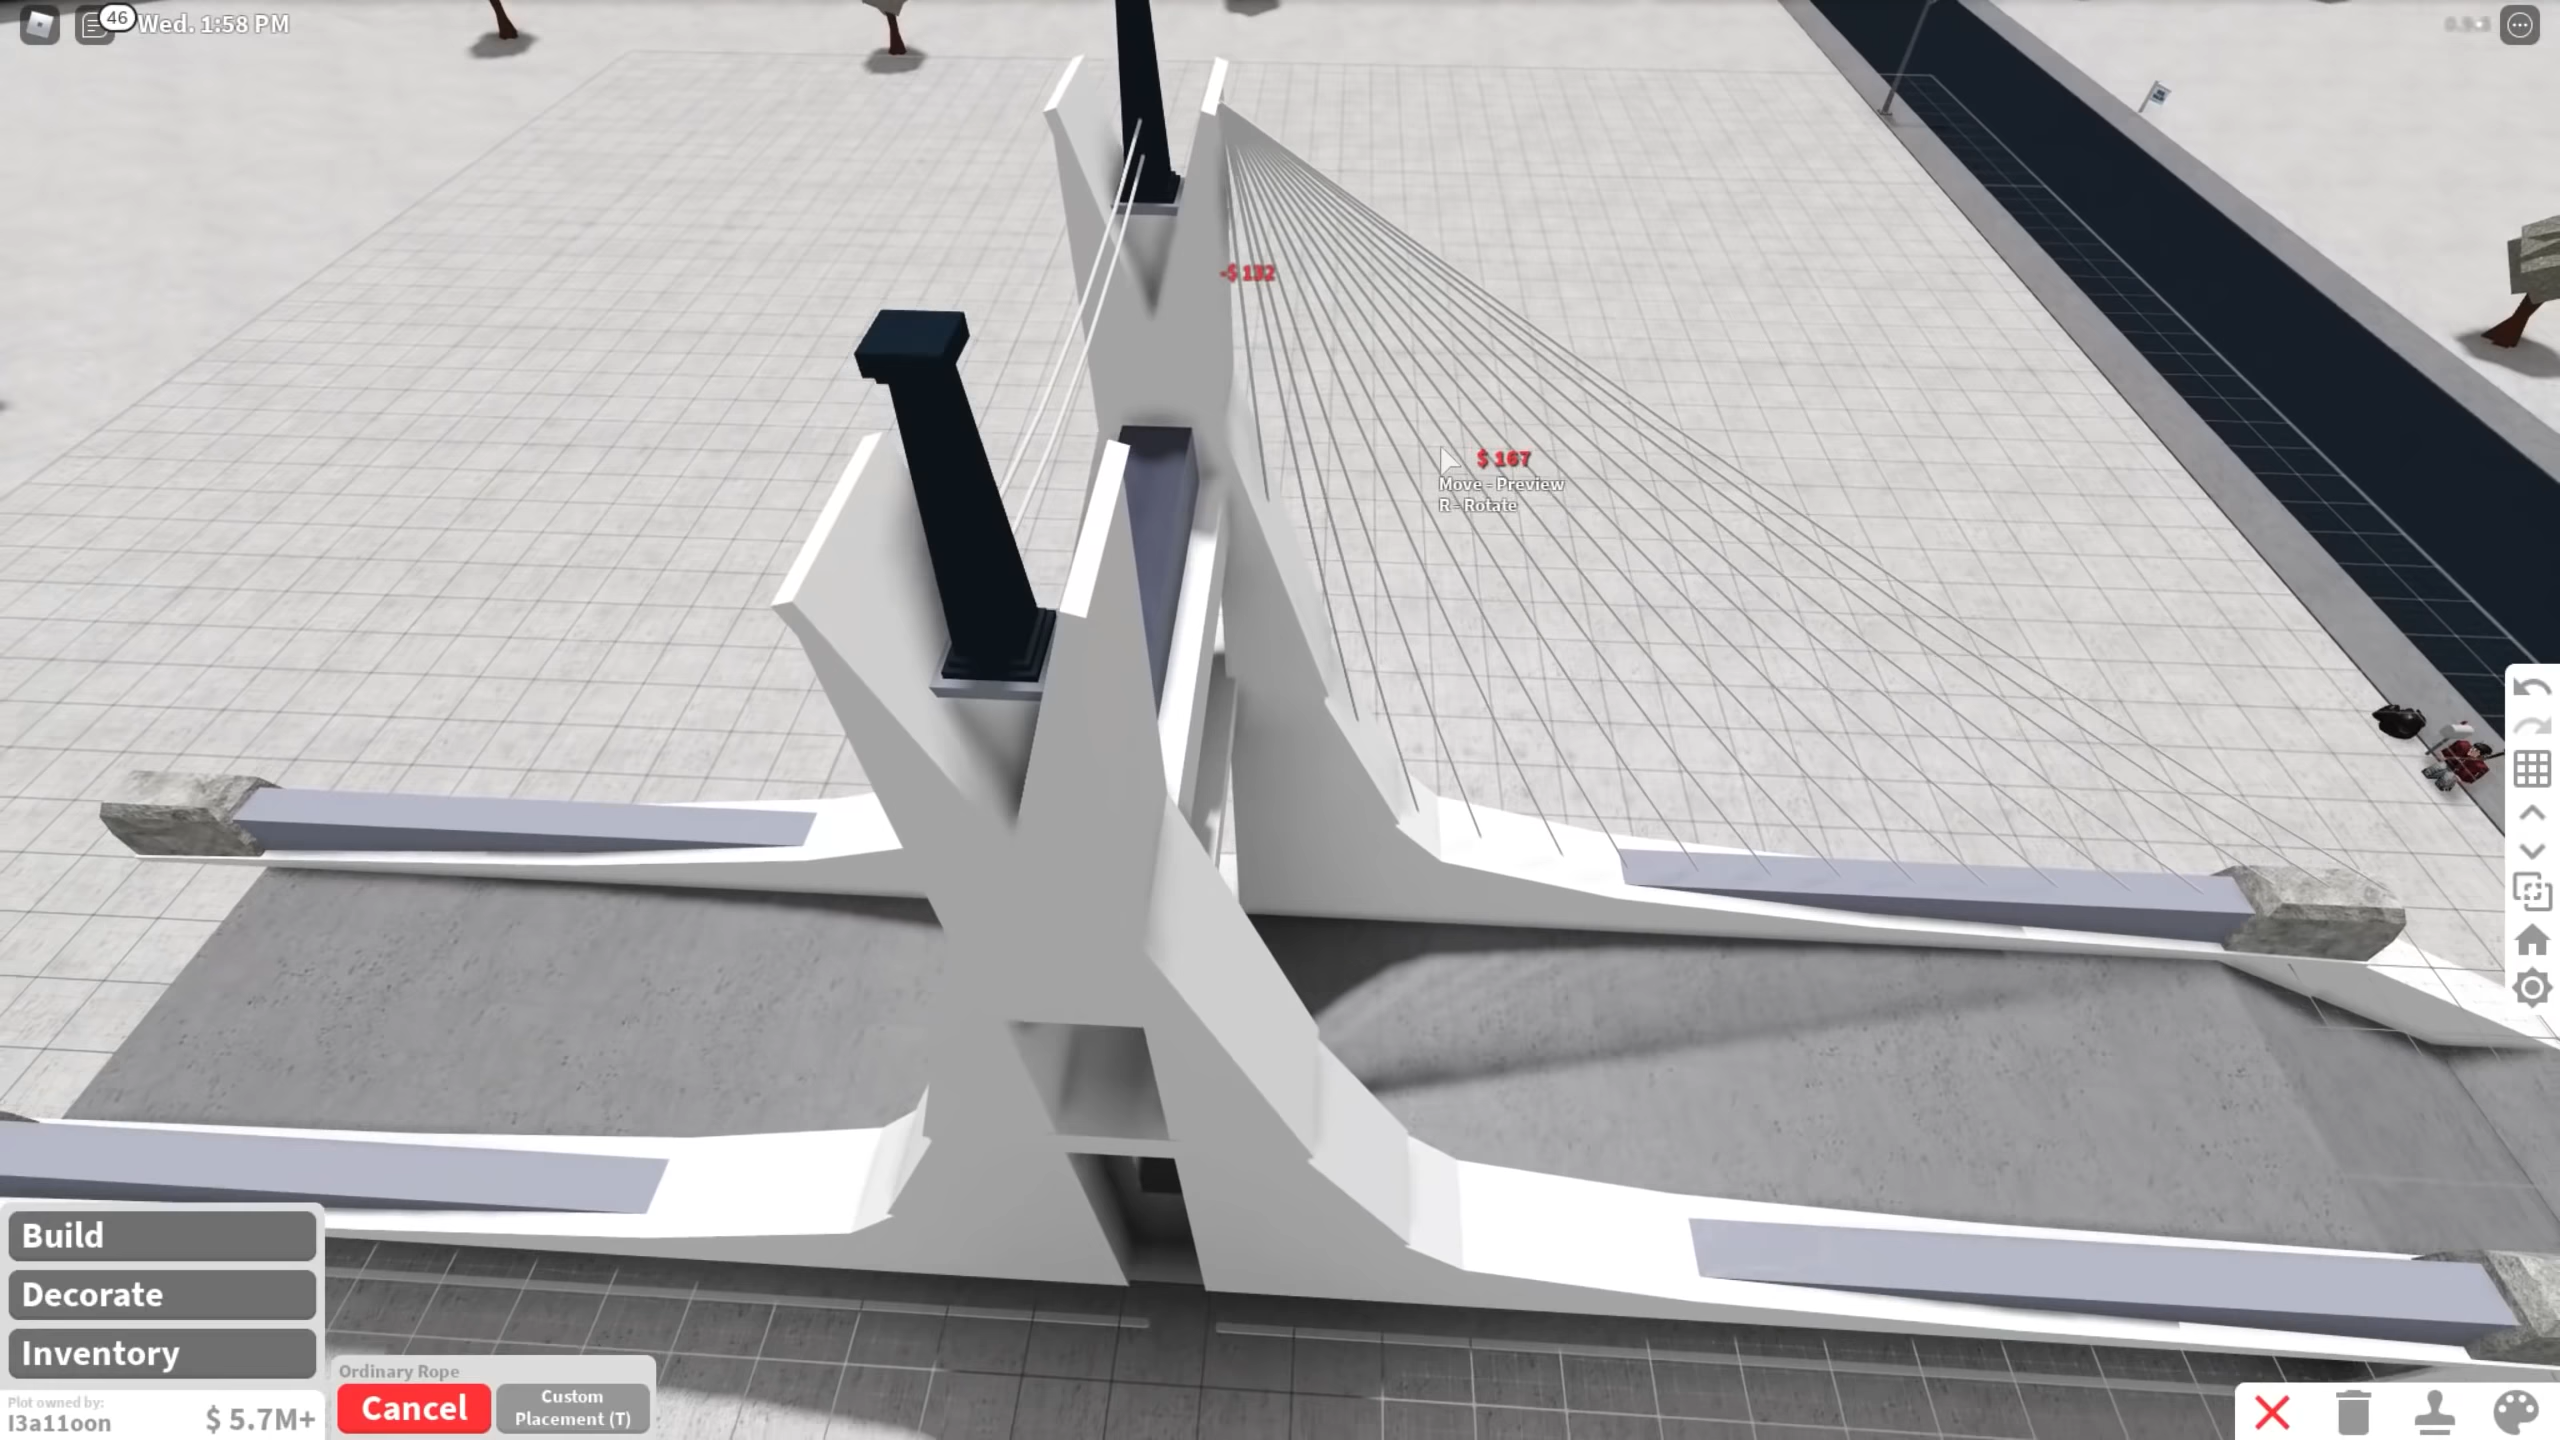 46
Wed. 1:58 PM
-$ 132
$ 167
Move - Preview
R - Rotate
Build
Decorate
Inventory
Plot owned by:
l3a11oon
$ 5.7M+
Ordinary Rope
Cancel
Custom
Placement (T)